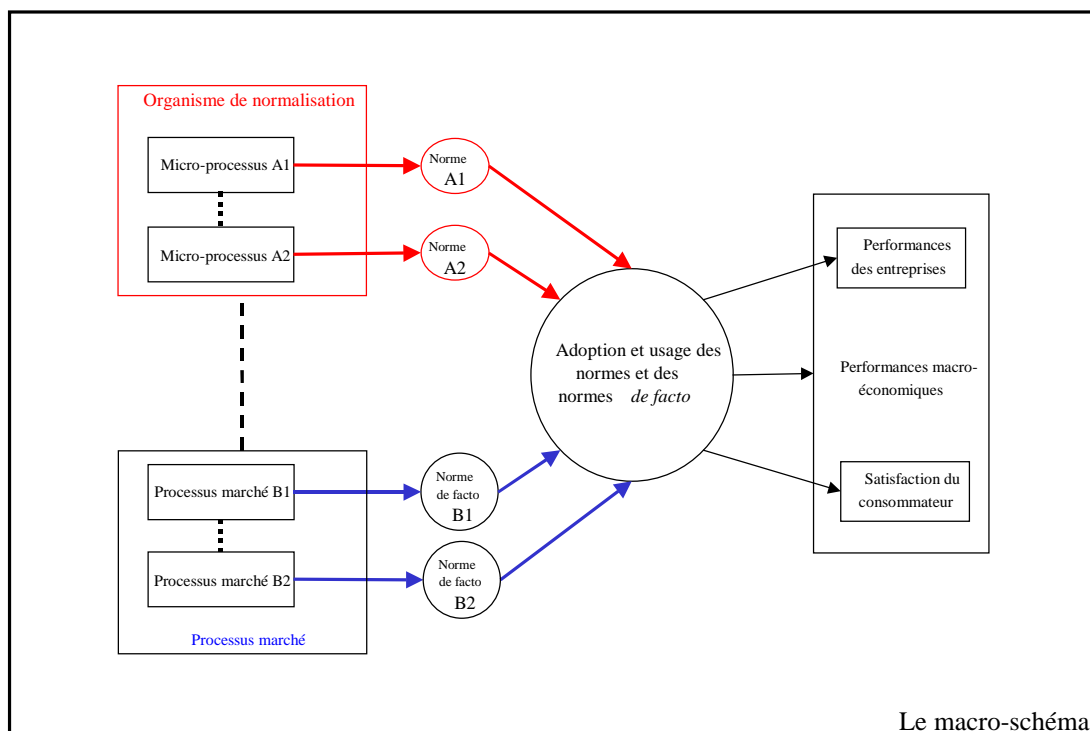 Organisme de normalisation
Micro-processus A1
Norme
A1
Micro-processus A2
Norme
A2
Adoption et usage des
normes et des
normes de facto
Performances
des entreprises
Performances macro-
économiques
Satisfaction du
consommateur
Processus marché B1
Norme
de facto
B1
Processus marché B2
Norme
de facto
B2
Processus marché
Le macro-schéma